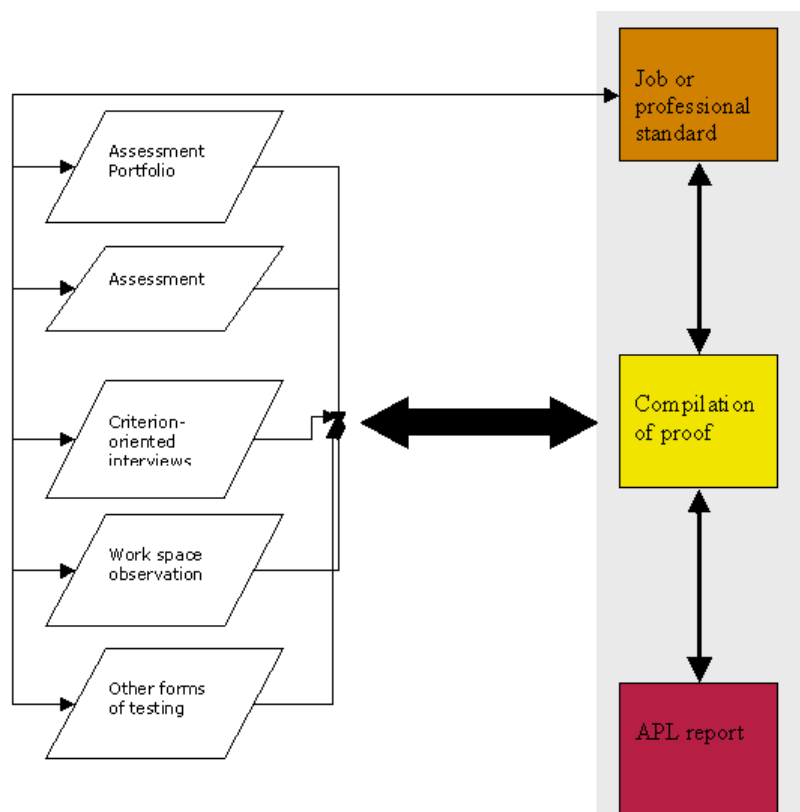 Job or
professional
standard
Assessment
Portfolio
Assessment
Criterion-
oriented
interviews
Compilation
of proof
Work space
observation
Other forms
of testing
APL report